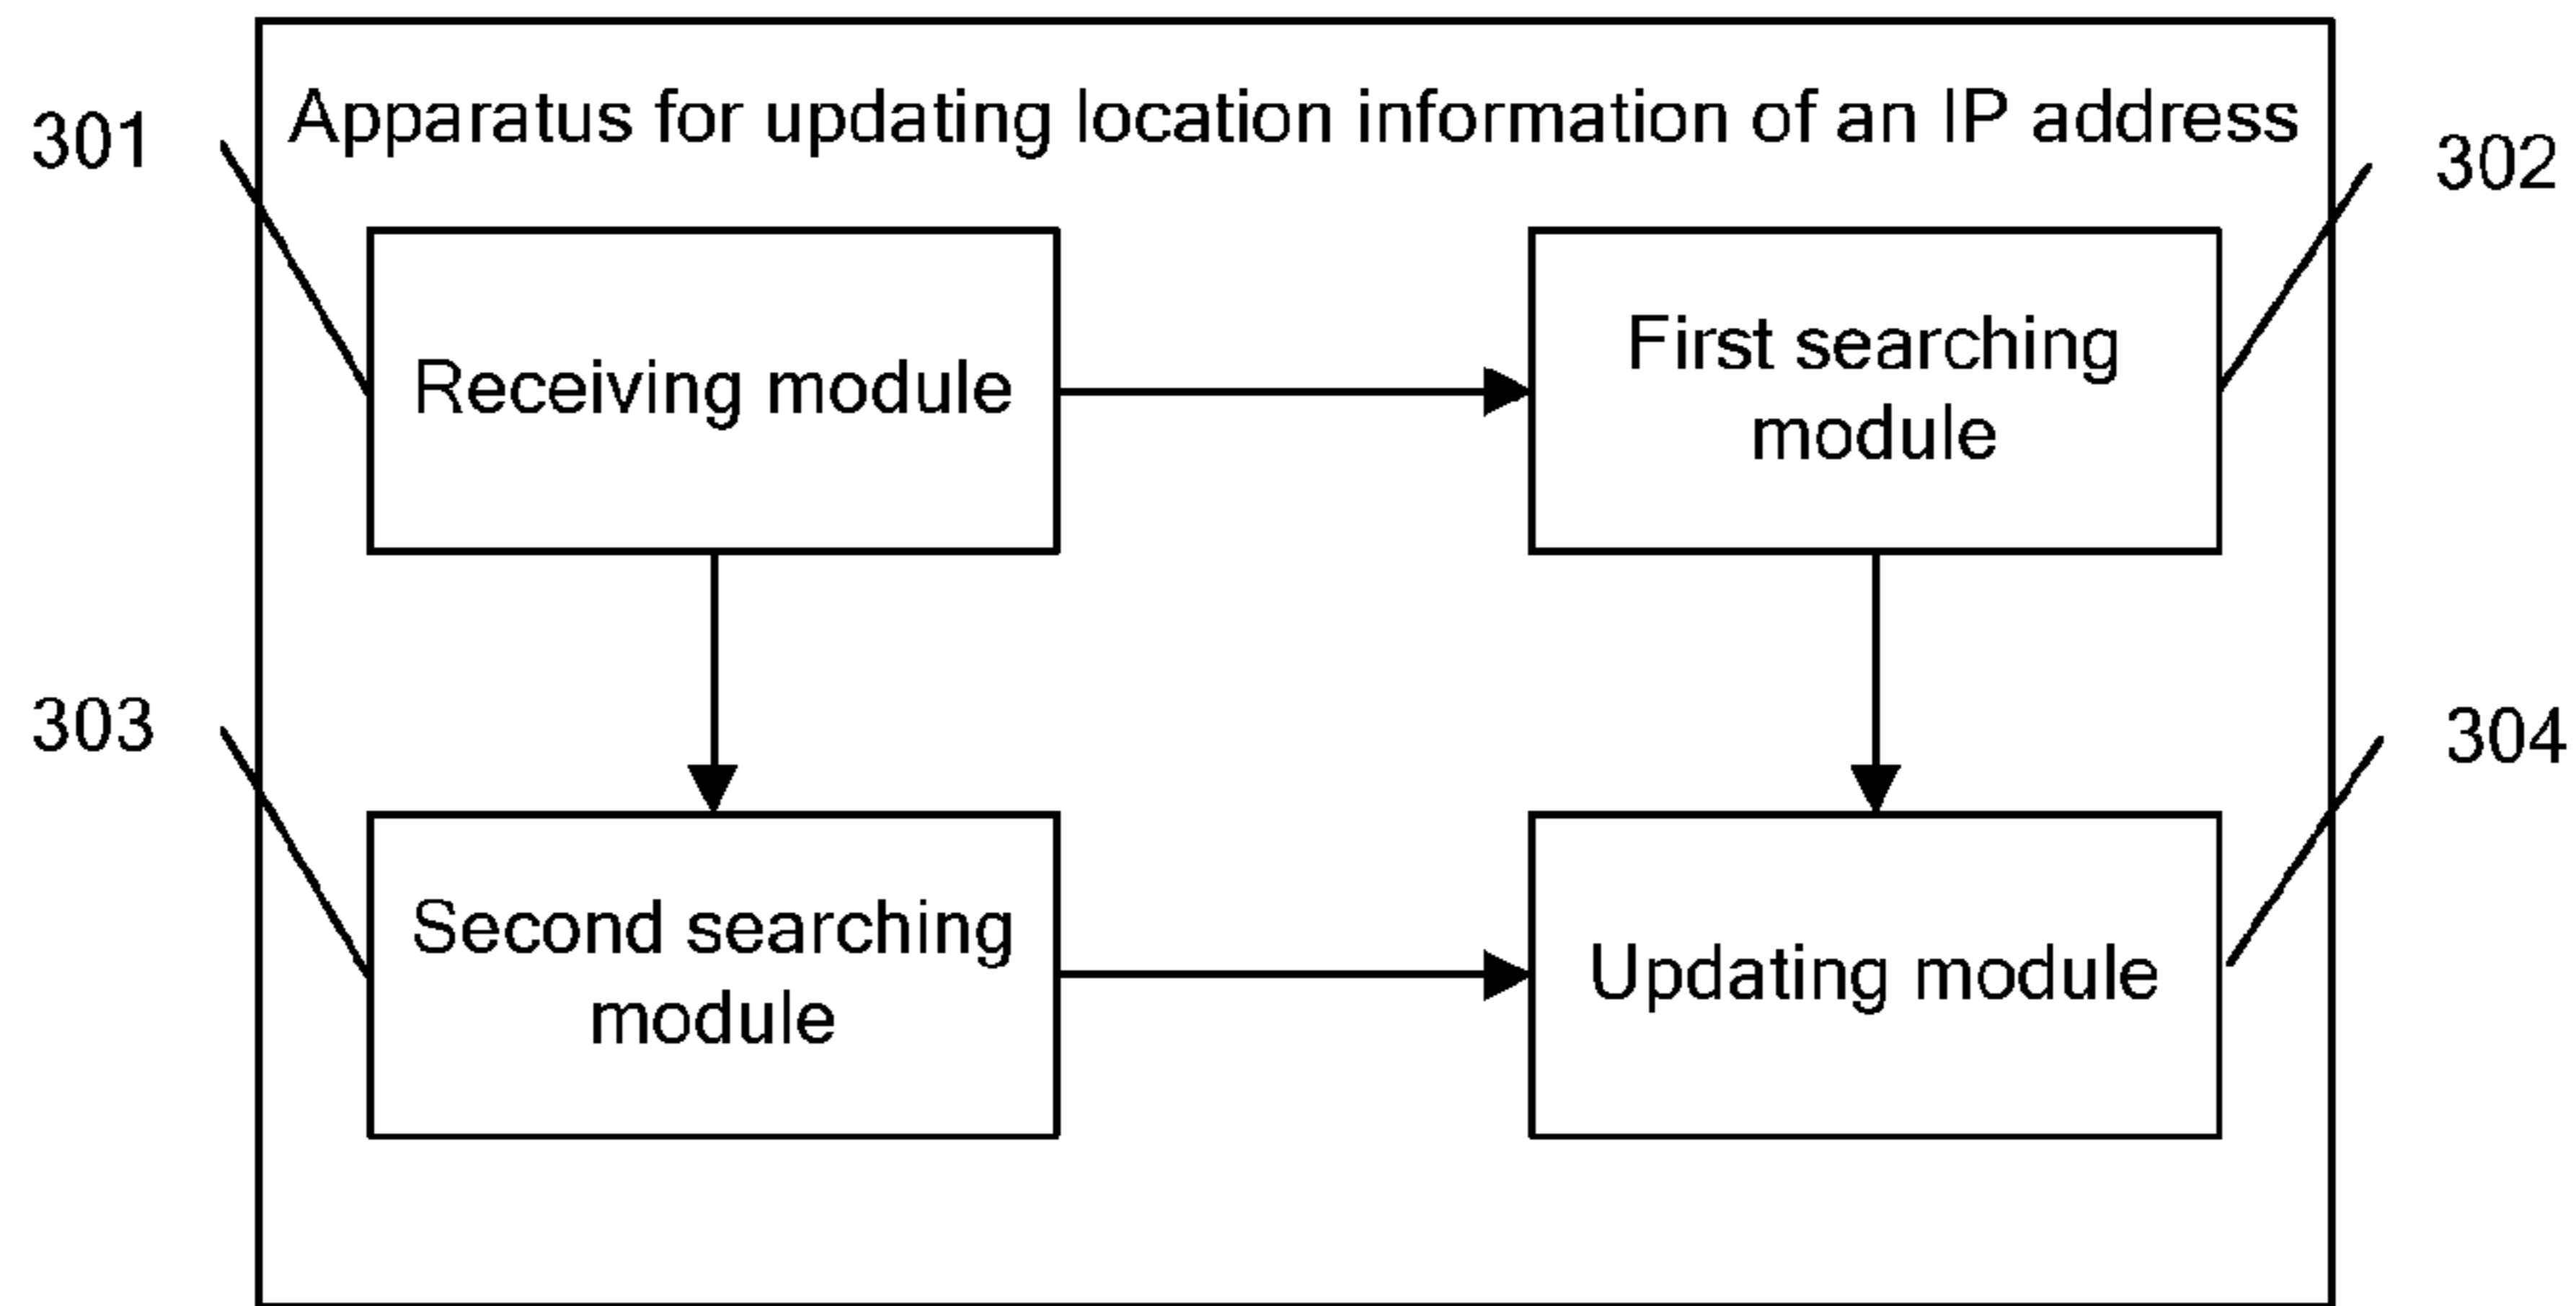 Apparatus for updating location information of an IP address
301
302
Receiving module
First searching
module
303
304
Second searching
module
Updating module